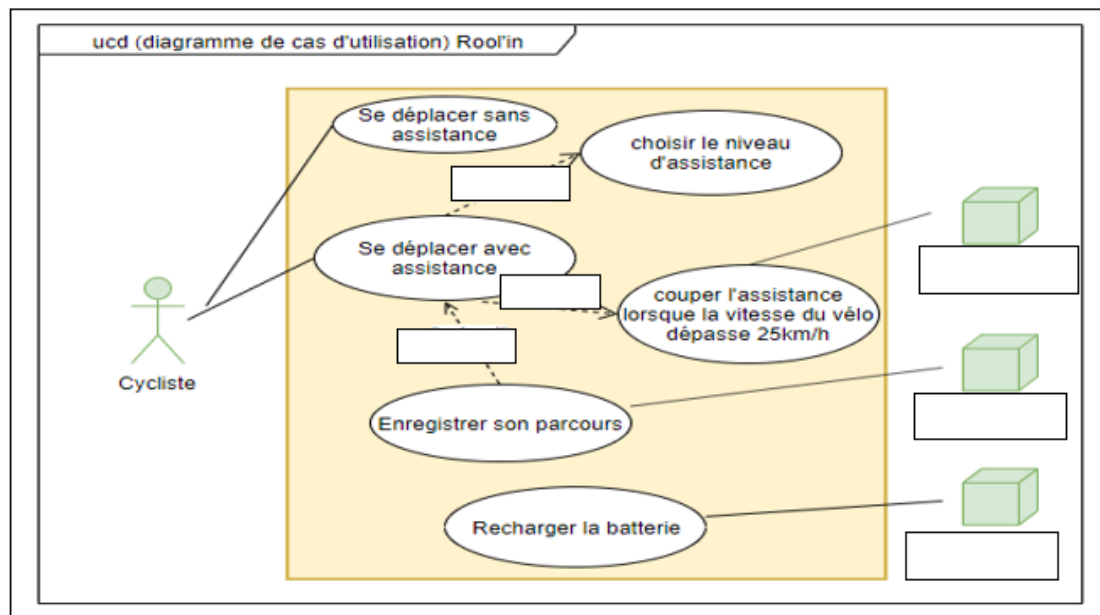 ucd (diagramme de cas d'utilisation) Rool'in
Se déplacer sans
assistance
choisir le niveau
d'assistance
Se déplacer avec
assistance
couper l'assistance
lorsque la vitesse du vélo
dépasse 25km/h
Cycliste
Enregistrer son parcours
Recharger la batterie